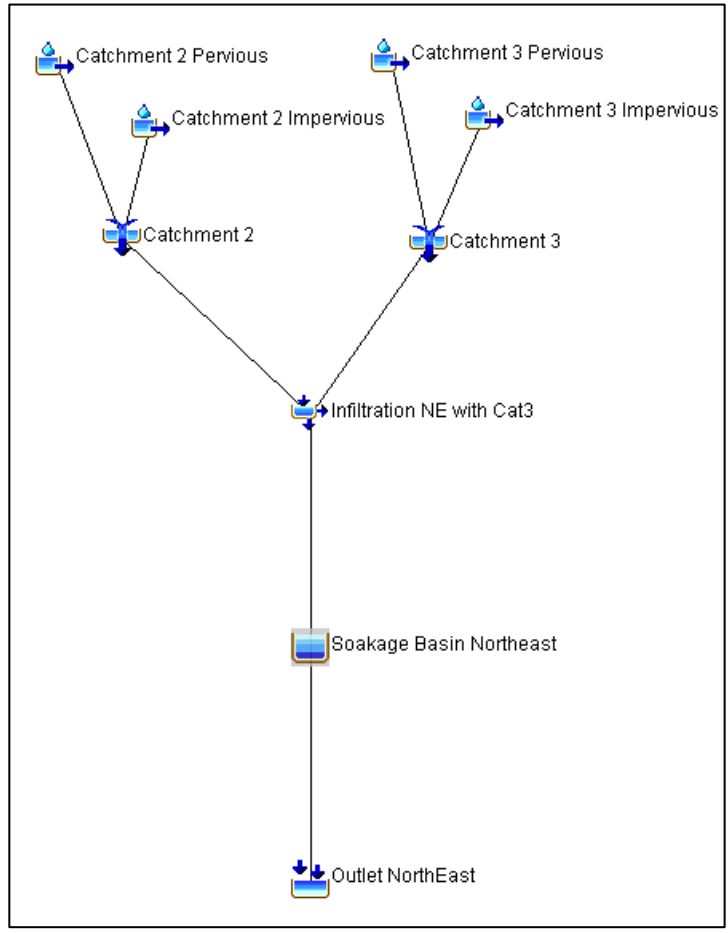 Catchment 2 Pervious
Catchment 3 Pervious
Catchment 2 Impervious
Catchment 3 Impervious
Catchment 2
Catchment 3
Infiltration NE with Cat3
Soakage Basin Northeast
Outlet NorthEast